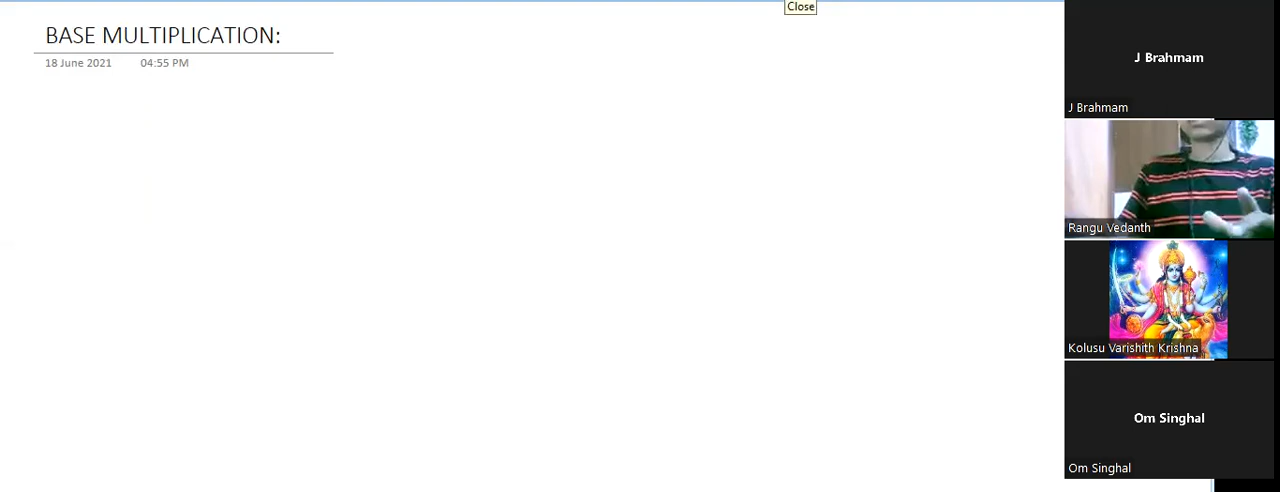 Close
BASE MULTIPLICATION:
18 June 2021 04:55 PM
J Brahmam
J Brahmam
Rangu Vedanth
Kolusu Varishith Krishna
Om Singhal
Om Singhal